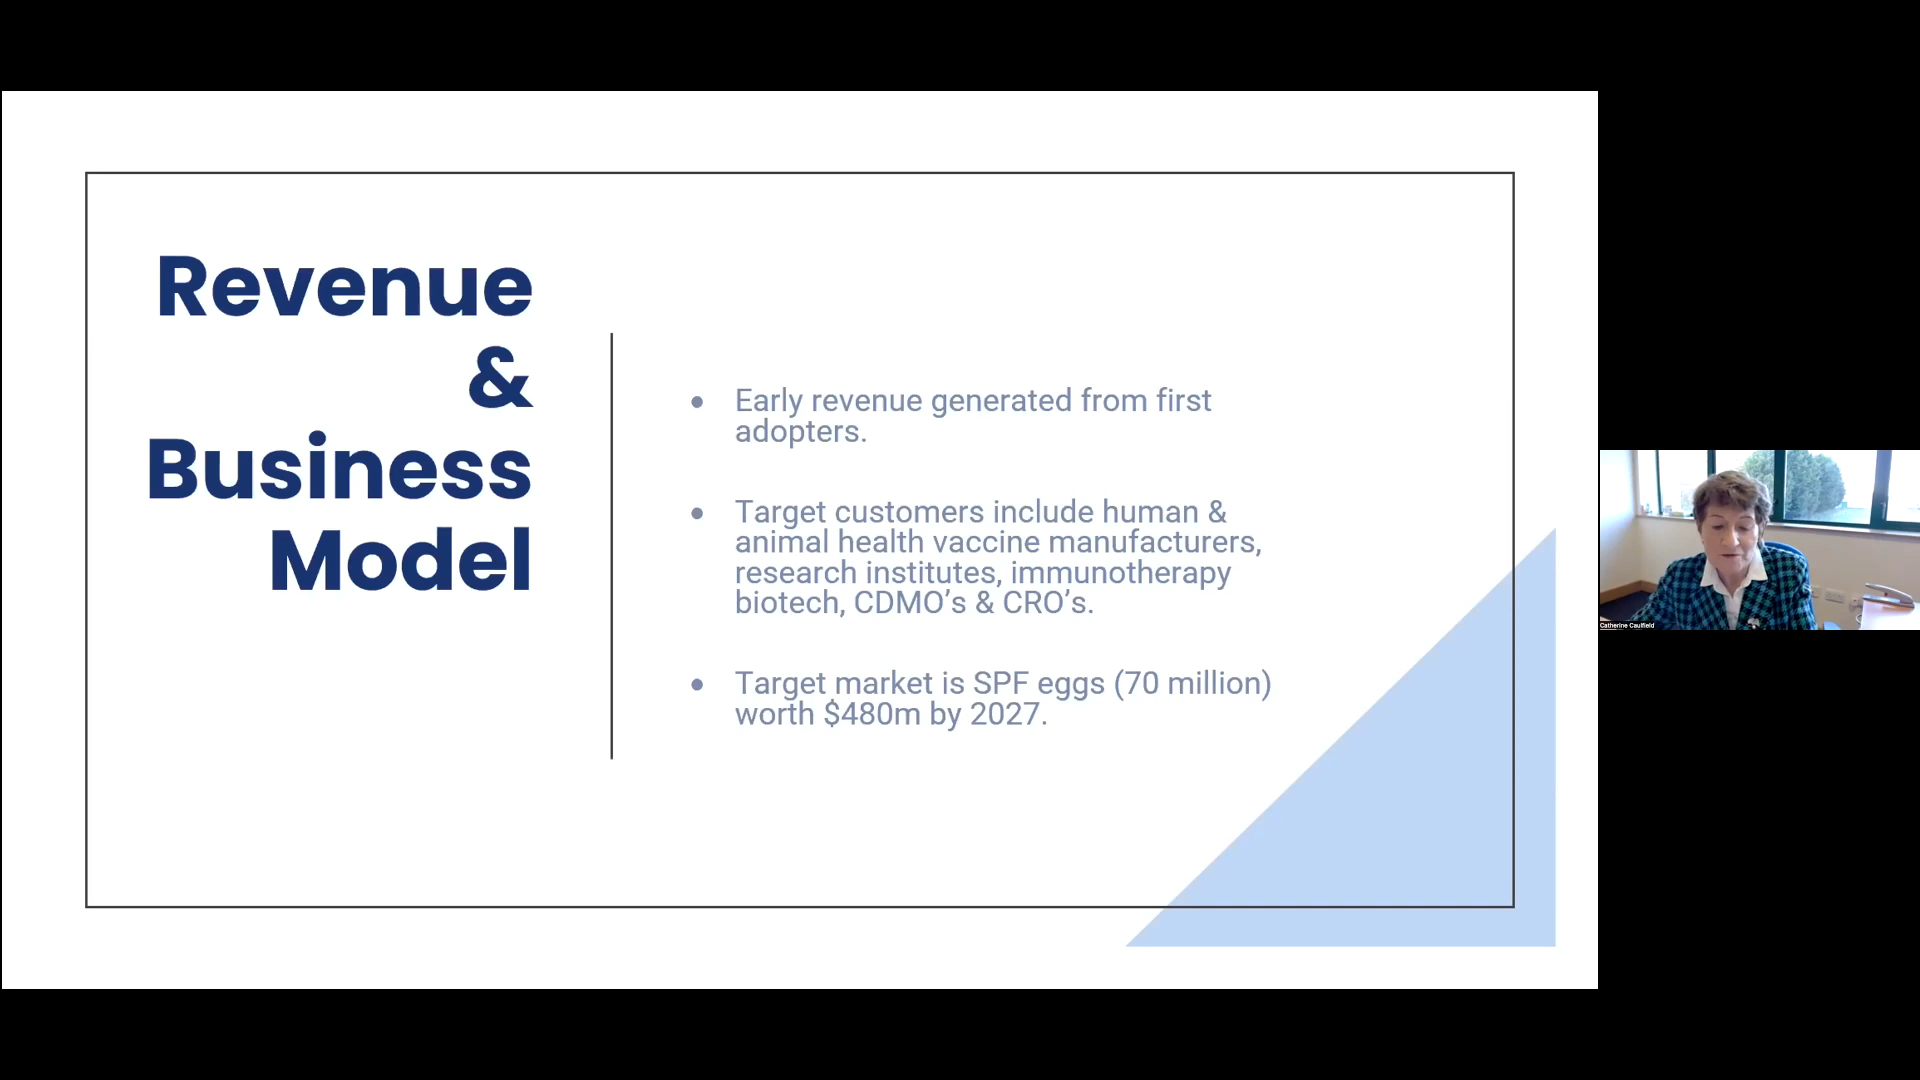 Revenue
&
Business
Model
• Early revenue generated from first
adopters.
• Target customers include human &
animal health vaccine manufacturers,
research institutes, immunotherapy
biotech, CDMO’s & CRO’s.
• Target market is SPF eggs (70 million)
worth $480m by 2027.
Catherine Caulfield